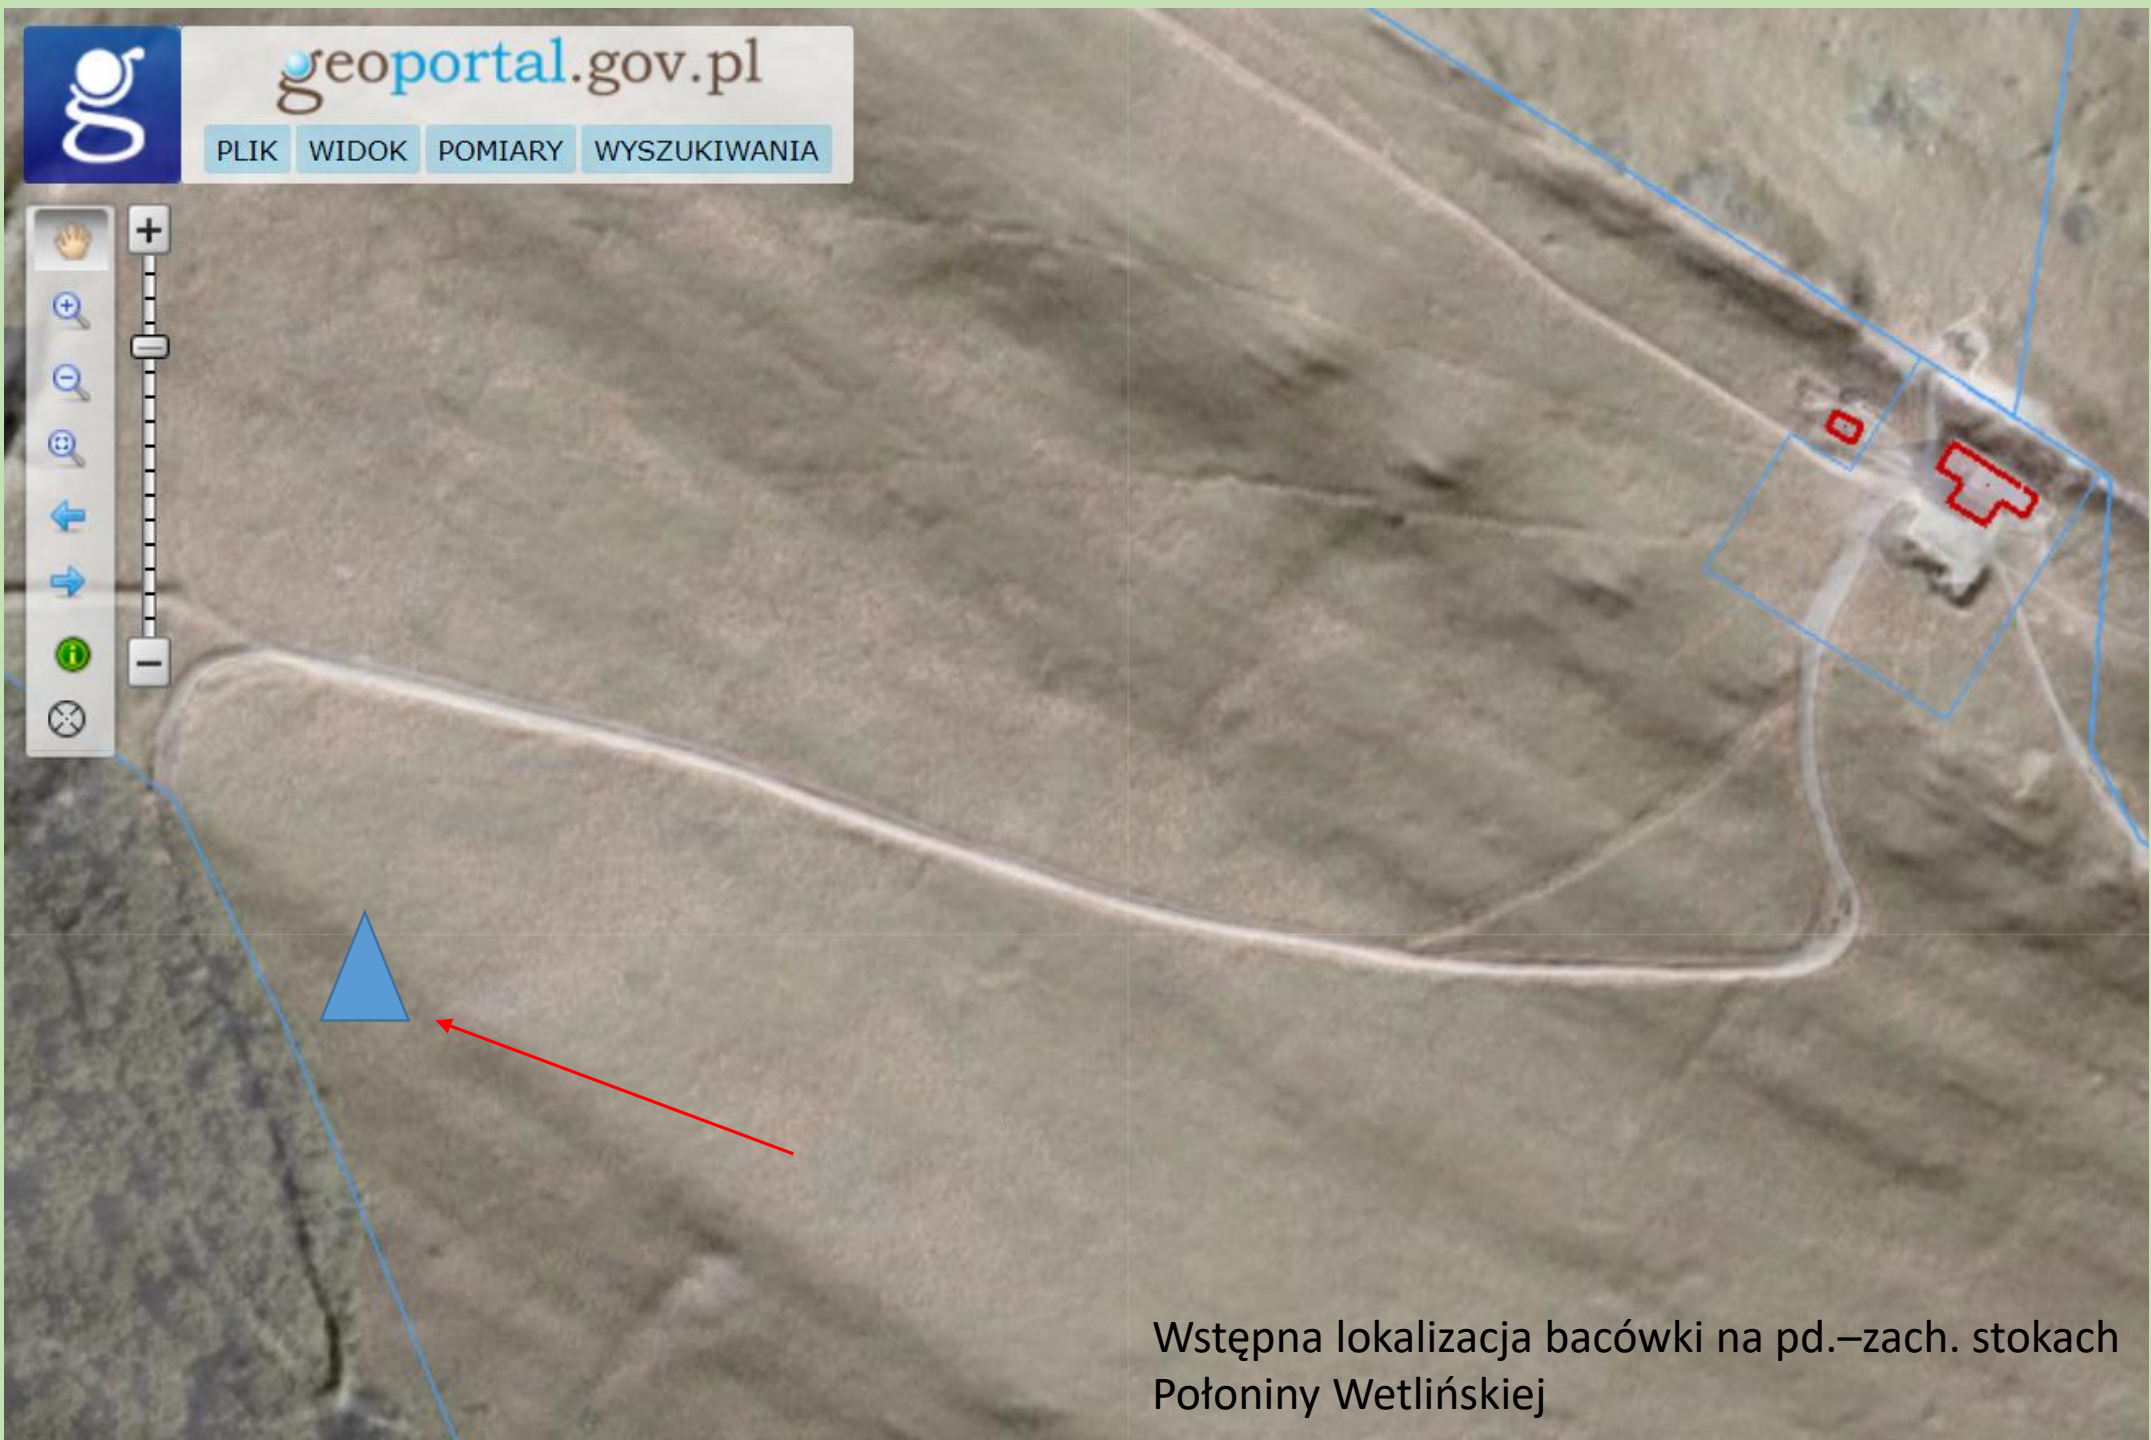 geoportal.gov.pl
PLIK WIDOK POMIARY WYSZUKIWANIA
Wstępna lokalizacja bacówki na pd.–zach. stokach
Połoniny Wetlińskiej